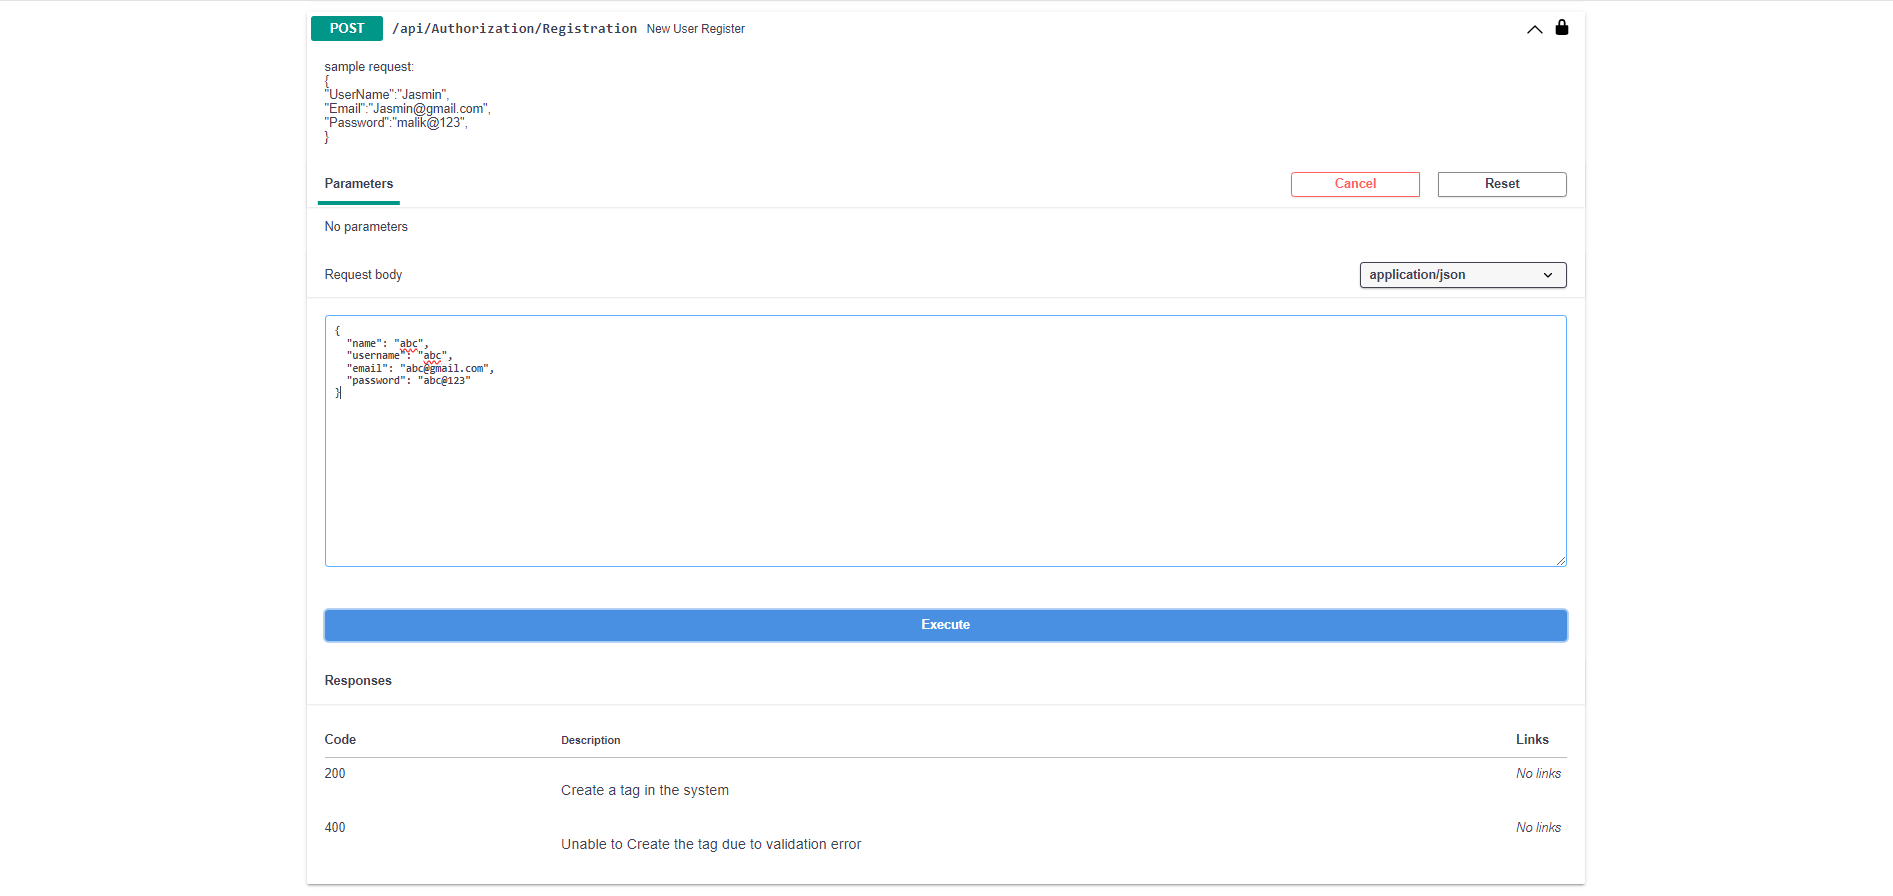 POST /api/Authorization/Registration New User Register
sample request:
{
"UserName":"Jasmin",
"Email":"Jasmin@gmail.com",
"Password":"malik@123",
}
Parameters Cancel Reset
No parameters
Request body application/json
{
"name": "abc",
"username": "abc",
"email": "abc@gmail.com",
"password": "abc@123"
}
Execute
Responses
Code Description Links
200 No links
Create a tag in the system
400 No links
Unable to Create the tag due to validation error